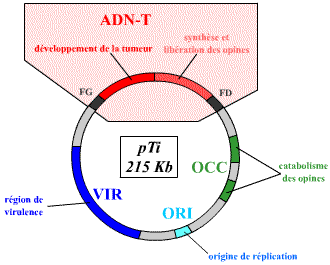 ADN-T
développement de la tumeur
synthèse et
libération des opines
FG
FD
pTi
215 Kb
OCC
catabolisme
des opines
VIR
région de
virulence
ORI
origine de réplication